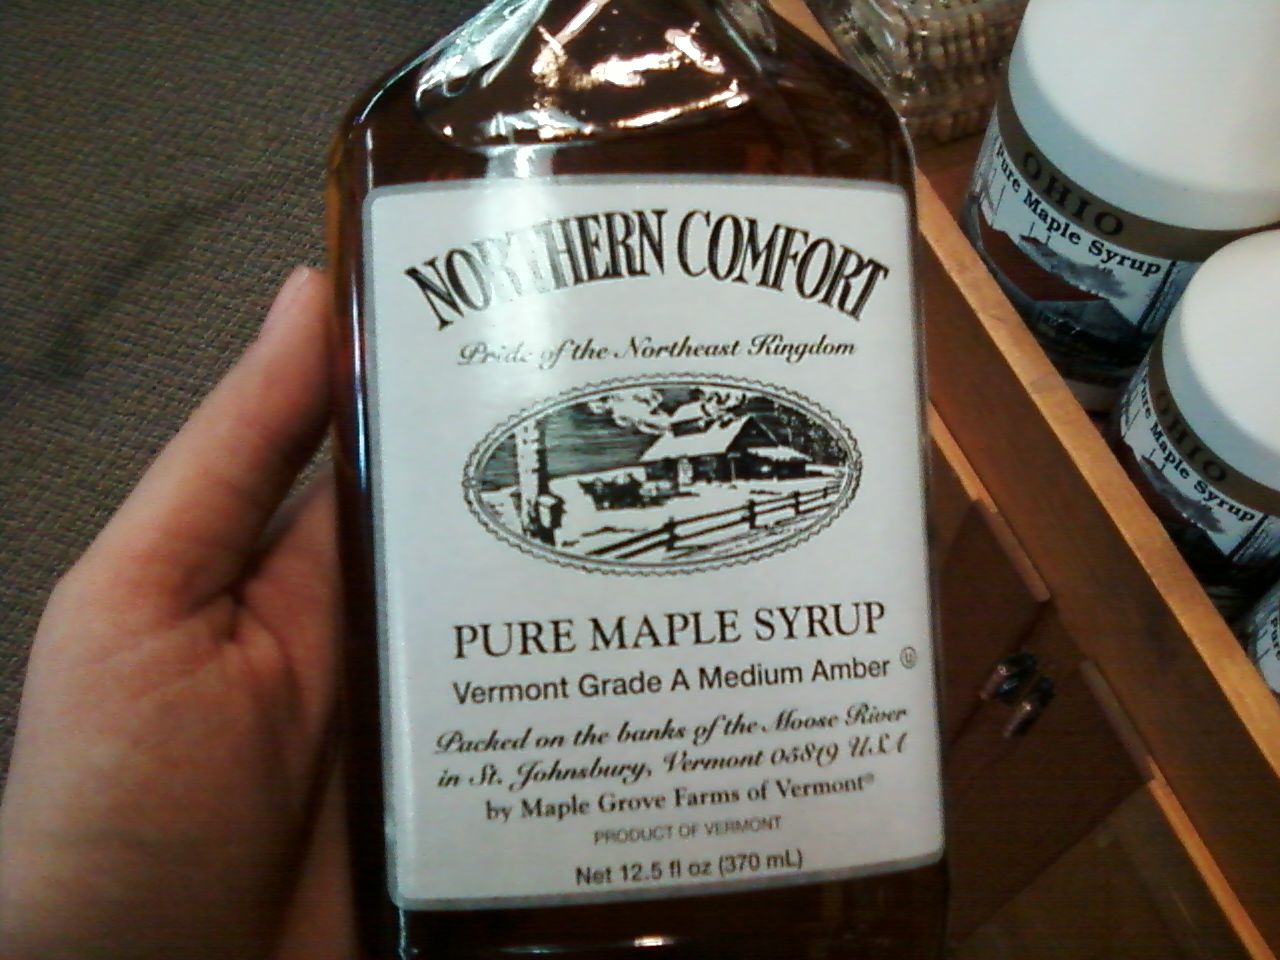 NORTHERN COMFORT
Pride of the Northeast Kingdom
PURE MAPLE SYRUP
Vermont Grade A Medium Amber Ⓤ
Packed on the banks of the Moose River
in St. Johnsbury, Vermont 05819 USA
by Maple Grove Farms of Vermont®
PRODUCT OF VERMONT
Net 12.5 fl oz (370 mL)
OHIO
Pure Maple Syrup
OHIO
Pure Maple Syrup